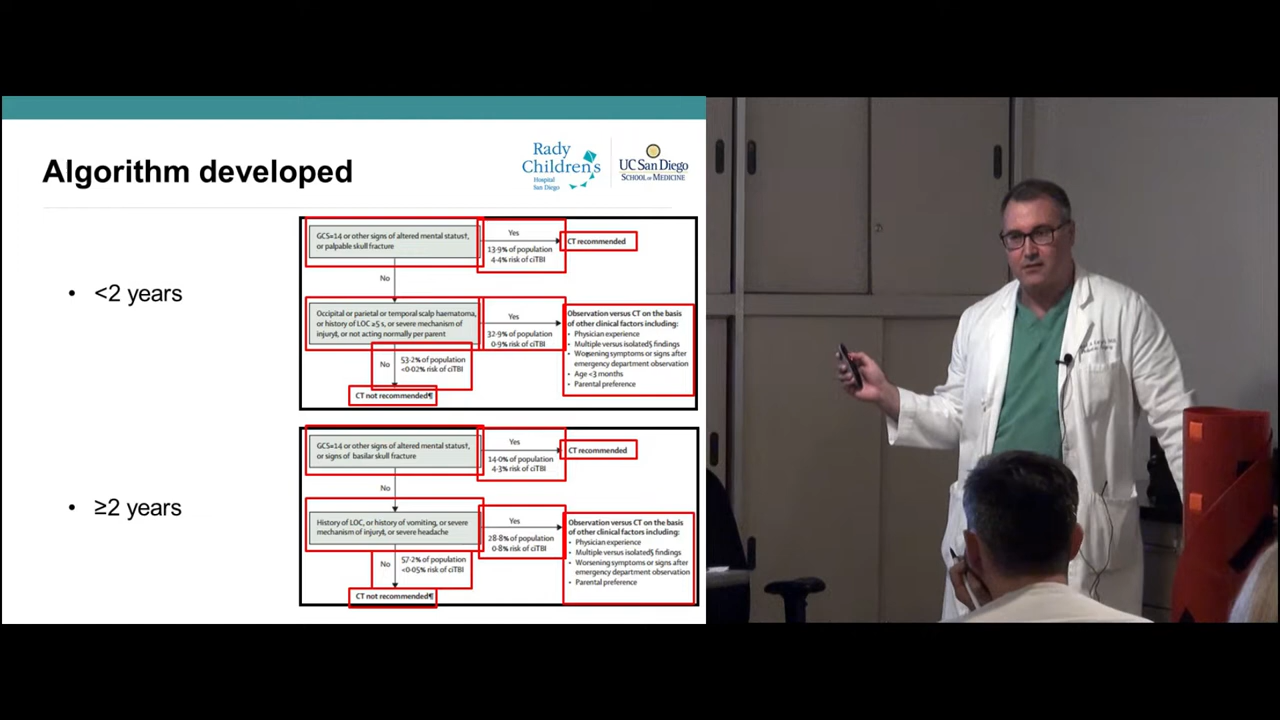 Algorithm developed
Rady
Children's
Hospital
San Diego
UC San Diego
SCHOOL OF MEDICINE
• <2 years
GCS=14 or other signs of altered mental status†,
or palpable skull fracture
Yes
13·9% of population
4·4% risk of ciTBI
CT recommended
No
Occipital or parietal or temporal scalp haematoma,
or history of LOC ≥5 s, or severe mechanism of
injury‡, or not acting normally per parent
Yes
32·9% of population
0·9% risk of ciTBI
Observation versus CT on the basis
of other clinical factors including:
• Physician experience
• Multiple versus isolated§ findings
• Worsening symptoms or signs after
emergency department observation
• Age <3 months
• Parental preference
No
53·2% of population
<0·02% risk of ciTBI
CT not recommended¶
• ≥2 years
GCS=14 or other signs of altered mental status†,
or signs of basilar skull fracture
Yes
14·0% of population
4·3% risk of ciTBI
CT recommended
No
History of LOC, or history of vomiting, or severe
mechanism of injury‡, or severe headache
Yes
28·8% of population
0·8% risk of ciTBI
Observation versus CT on the basis
of other clinical factors including:
• Physician experience
• Multiple versus isolated§ findings
• Worsening symptoms or signs after
emergency department observation
• Parental preference
No
57·2% of population
<0·05% risk of ciTBI
CT not recommended¶